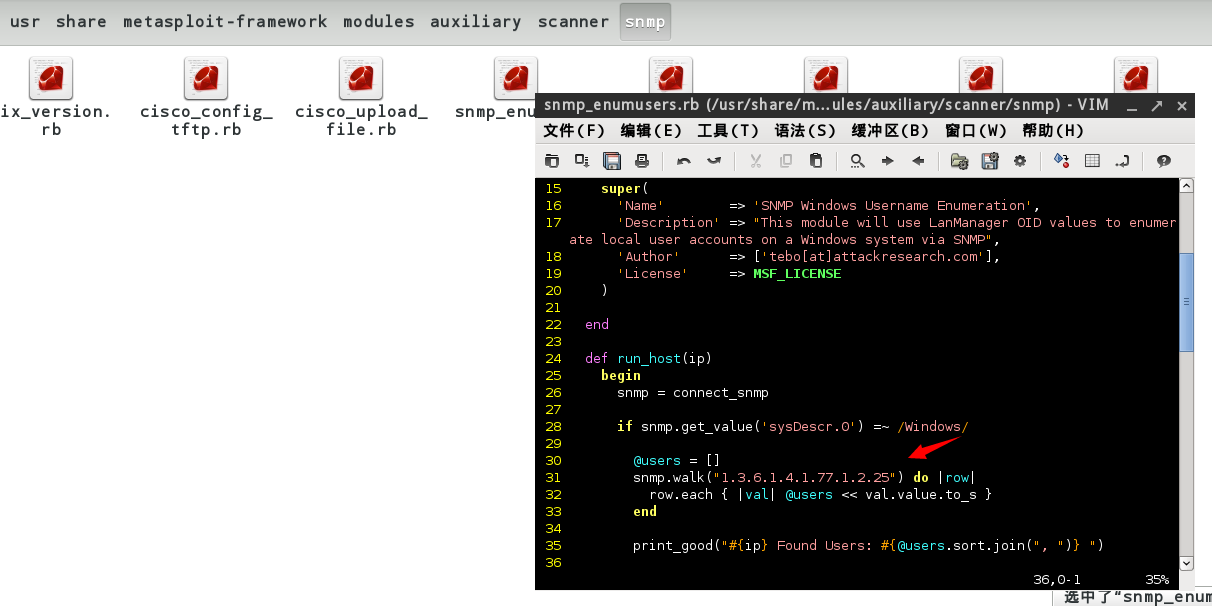 usr share metasploit-framework modules auxiliary scanner snmp
ix_version.
rb
cisco_config_
tftp.rb
cisco_upload_
file.rb
snmp_enu
snmp_enumusers.rb (/usr/share/m...ules/auxiliary/scanner/snmp) - VIM
文件(F) 编辑(E) 工具(T) 语法(S) 缓冲区(B) 窗口(W) 帮助(H)
15 super(
16 'Name' => 'SNMP Windows Username Enumeration',
17 'Description' => "This module will use LanManager OID values to enumer
ate local user accounts on a Windows system via SNMP",
18 'Author' => ['tebo[at]attackresearch.com'],
19 'License' => MSF_LICENSE
20 )
21
22 end
23
24 def run_host(ip)
25 begin
26 snmp = connect_snmp
27
28 if snmp.get_value('sysDescr.0') =~ /Windows/
29
30 @users = []
31 snmp.walk("1.3.6.1.4.1.77.1.2.25") do |row|
32 row.each { |val| @users << val.value.to_s }
33 end
34
35 print_good("#{ip} Found Users: #{@users.sort.join(", ")} ")
36
36,0-1 35%
选中了“snmp_enum